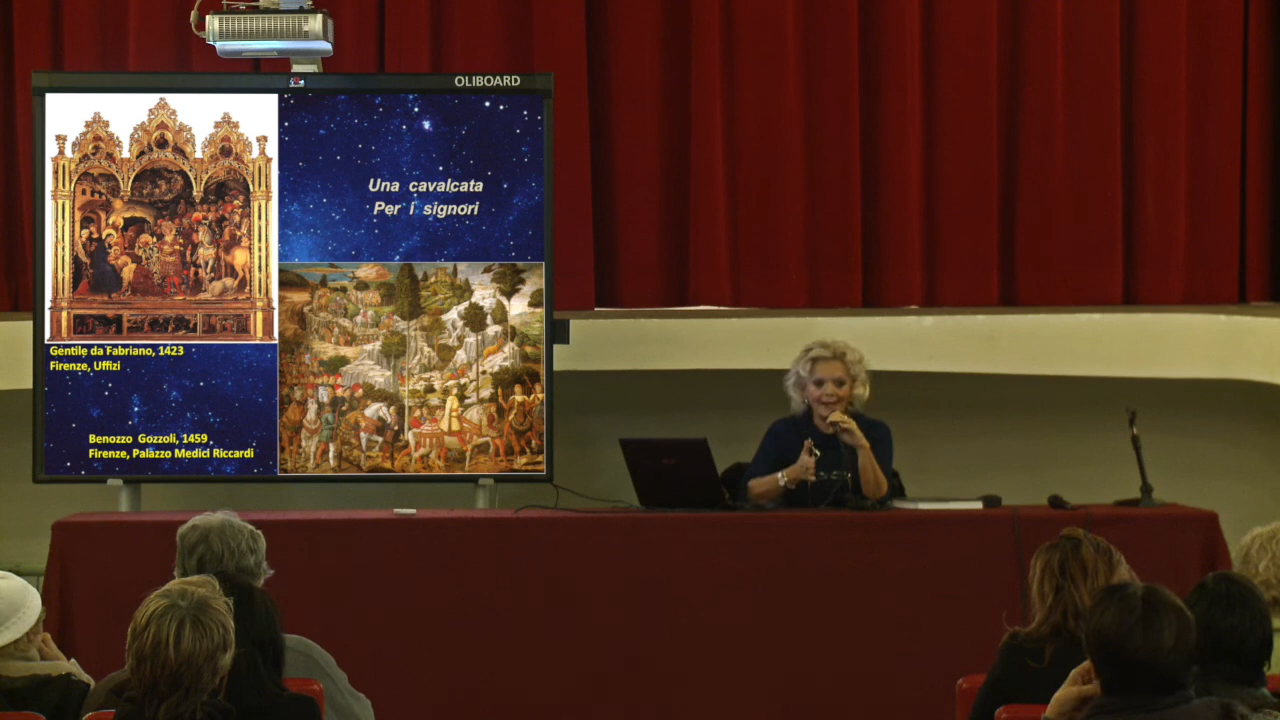 OLIBOARD
Una cavalcata
Per i signori
Gentile da Fabriano, 1423
Firenze, Uffizi
Benozzo Gozzoli, 1459
Firenze, Palazzo Medici Riccardi